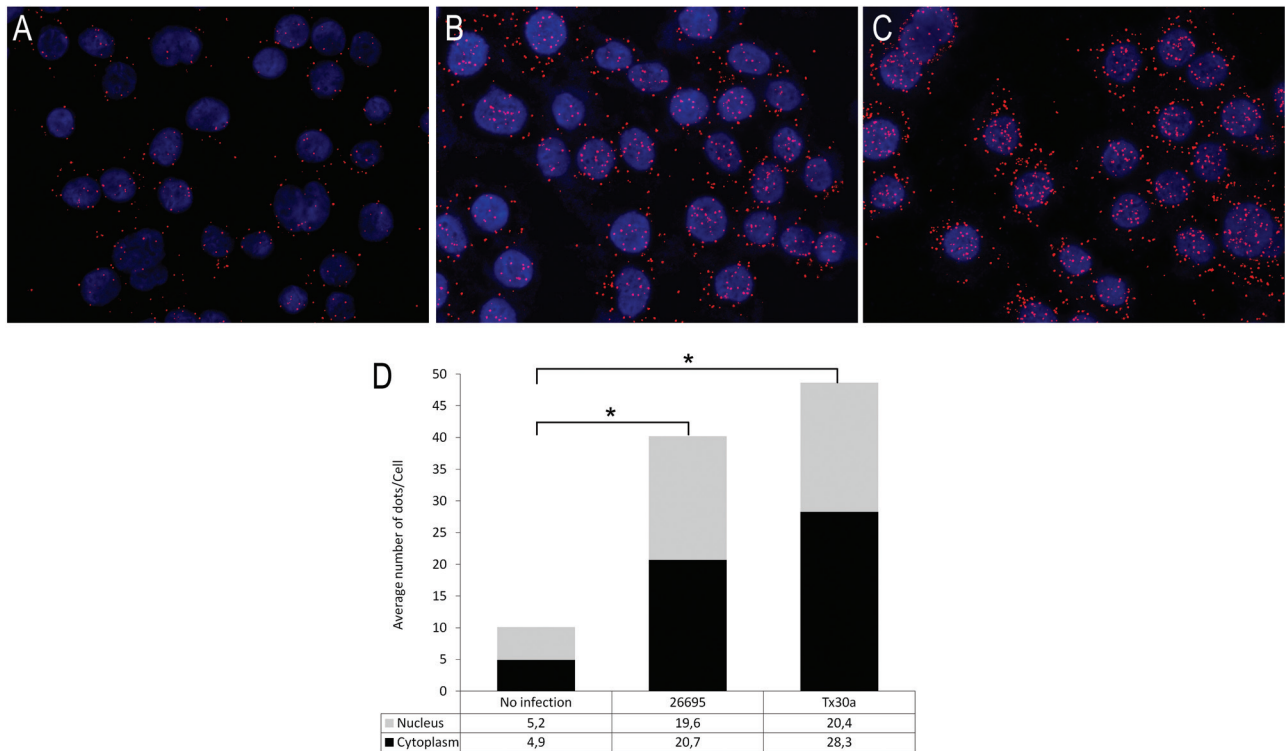 A
B
C
D
*
*
Average number of dots/Cell
50
45
40
35
30
25
20
15
10
5
0
No infection 26695 Tx30a
Nucleus 5,2 19,6 20,4
Cytoplasm 4,9 20,7 28,3